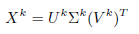 X^k = U^k Σ^k (V^k)^T